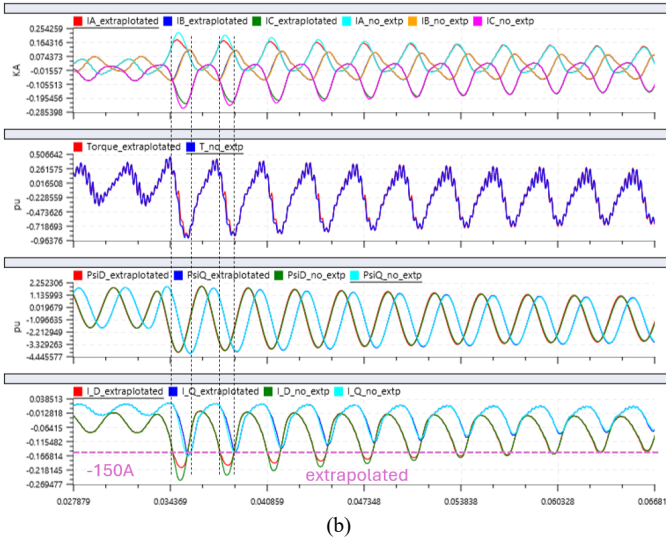 IA_extraplotated IB_extraplotated IC_extraplotated IA_no_extp IB_no_extp IC_no_extp
0.254259
0.164316
0.074373
-0.01557
-0.105513
-0.195456
-0.285398
KA
Torque_extraplotated T_no_extp
0.506642
0.261575
0.016508
-0.228559
-0.473626
-0.718693
-0.96376
pu
PsiD_extraplotated PsiQ_extraplotated PsiD_no_extp PsiQ_no_extp
2.252306
1.135993
0.019679
-1.096635
-2.212949
-3.329263
-4.445577
pu
I_D_extraplotated I_Q_extraplotated I_D_no_extp I_Q_no_extp
0.038513
-0.012818
-0.06415
-0.115482
-0.166814
-0.218145
-0.269477
-150A extrapolated
0.027879 0.034369 0.040859 0.047348 0.053838 0.060328 0.06681
(b)